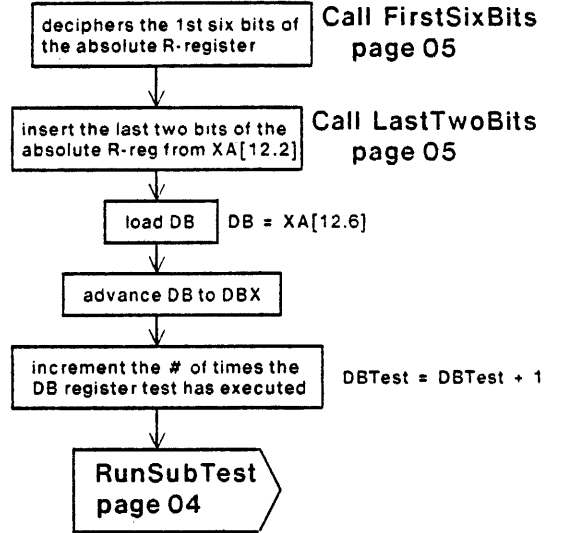 deciphers the 1st six bits of
the absolute R-register
Call FirstSixBits
page 05
insert the last two bits of the
absolute R-reg from XA[12.2]
Call LastTwoBits
page 05
load DB
DB = XA[12.6]
advance DB to DBX
increment the # of times the
DB register test has executed
DBTest = DBTest + 1
RunSubTest
page 04